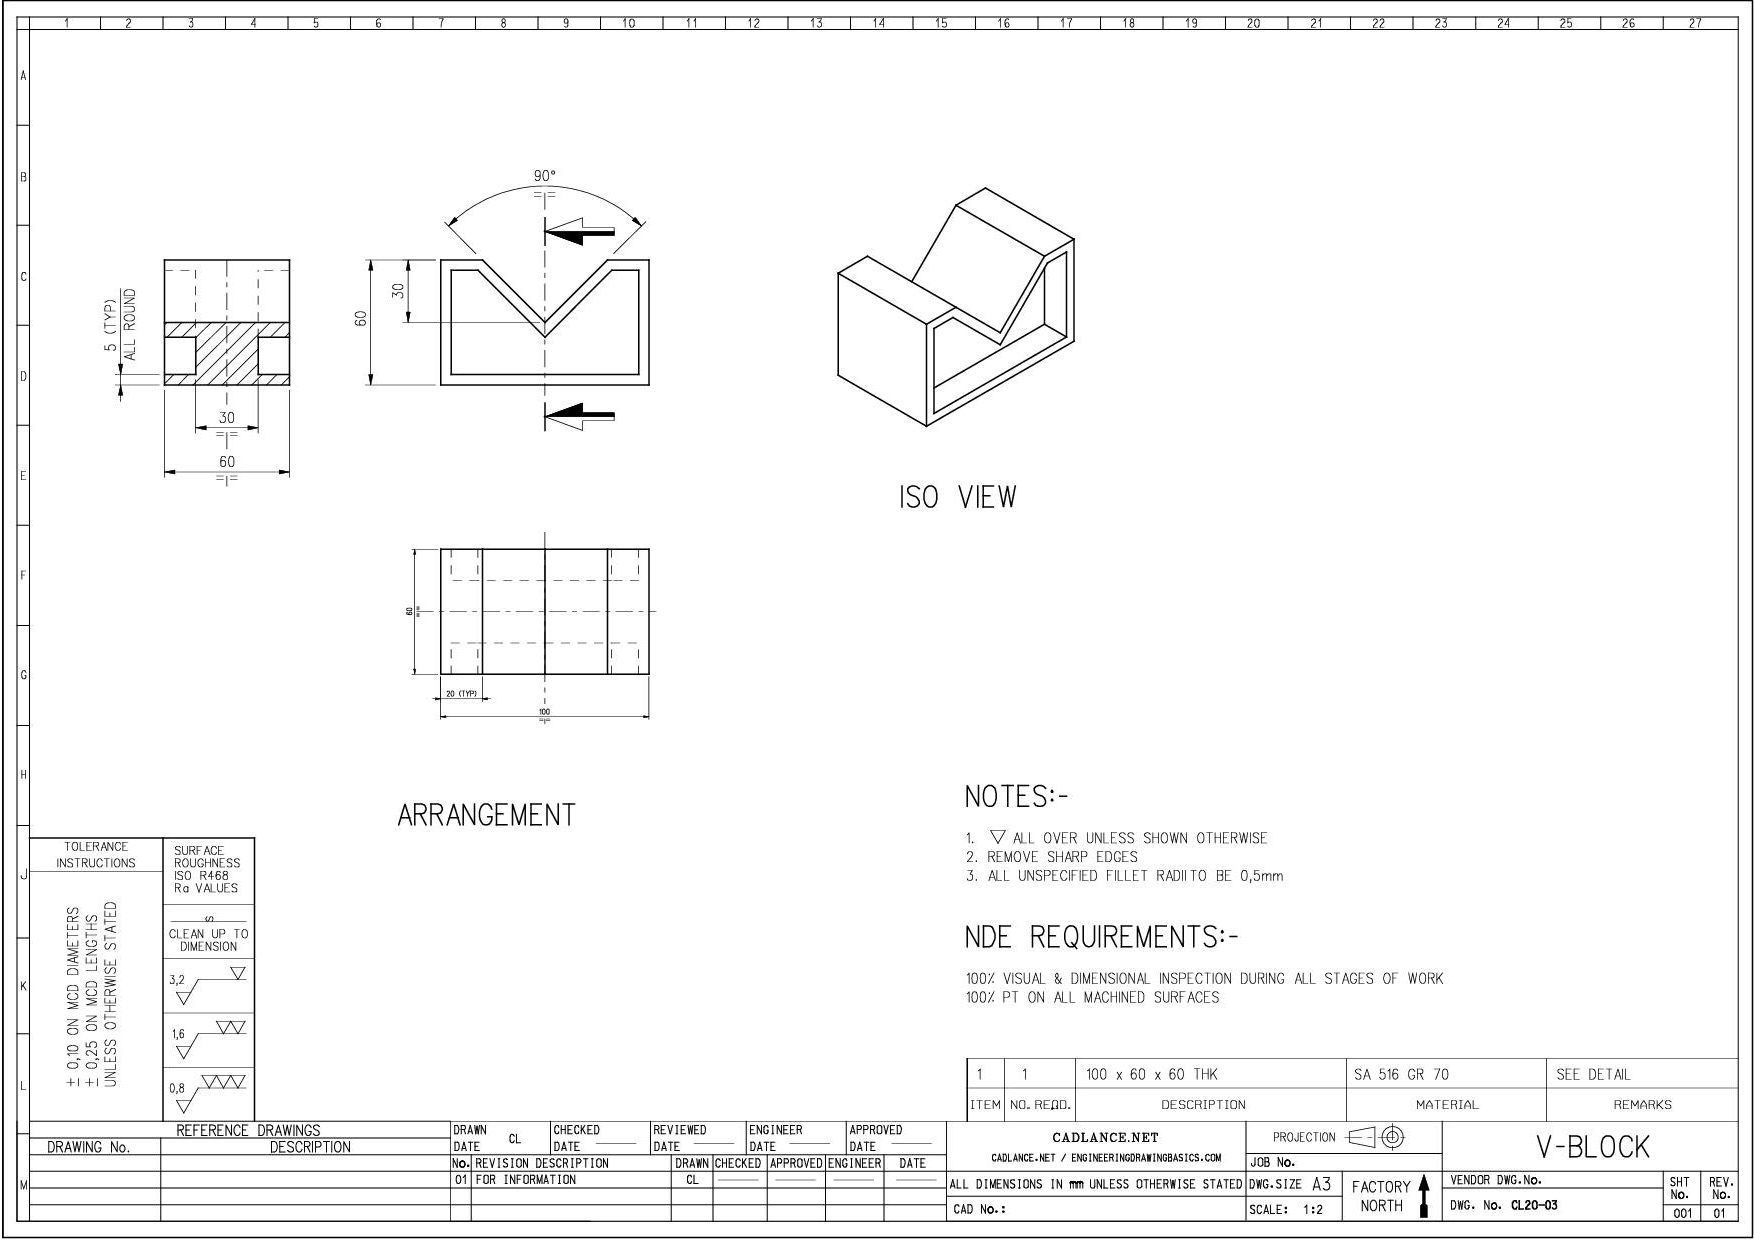 1 2 3 4 5 6 7 8 9 10 11 12 13 14 15 16 17 18 19 20 21 22 23 24 25 26 27
A
B
C
D
E
F
G
H
J
K
L
M
90°
5 (TYP)
ALL ROUND
30
60
60
30
ISO VIEW
60
20 (TYP)
100
ARRANGEMENT
NOTES:-
1. ▽ ALL OVER UNLESS SHOWN OTHERWISE
2. REMOVE SHARP EDGES
3. ALL UNSPECIFIED FILLET RADII TO BE 0,5mm
NDE REQUIREMENTS:-
100% VISUAL & DIMENSIONAL INSPECTION DURING ALL STAGES OF WORK
100% PT ON ALL MACHINED SURFACES
TOLERANCE
INSTRUCTIONS
± 0,10 ON MCD DIAMETERS
± 0,25 ON MCD LENGTHS
UNLESS OTHERWISE STATED
SURFACE
ROUGHNESS
ISO R468
Ra VALUES
S
CLEAN UP TO
DIMENSION
3,2
1,6
0,8
1 1 100 x 60 x 60 THK SA 516 GR 70 SEE DETAIL
ITEM NO. REQD. DESCRIPTION MATERIAL REMARKS
REFERENCE DRAWINGS
DRAWING No. DESCRIPTION
DRAWN CL CHECKED REVIEWED ENGINEER APPROVED
DATE DATE DATE DATE DATE
No. REVISION DESCRIPTION DRAWN CHECKED APPROVED ENGINEER DATE
01 FOR INFORMATION CL
CADLANCE.NET
CADLANCE.NET / ENGINEERINGDRAWINGBASICS.COM
ALL DIMENSIONS IN mm UNLESS OTHERWISE STATED
CAD No.:
PROJECTION
JOB No.
DWG.SIZE A3
SCALE: 1:2
FACTORY
NORTH
V-BLOCK
VENDOR DWG.No.
DWG. No. CL20-03
SHT
No.
001
REV.
No.
01